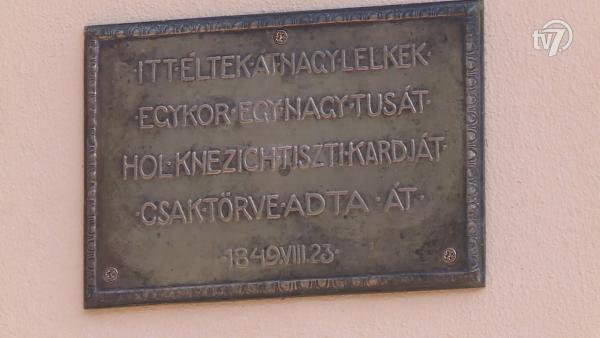 ·ITT·ÉLTEK·ÁT·NAGY·LELKEK·
·EGYKOR·EGY·NAGY·TUSÁT·
HOL·KNEZICH·TISZTI·KARDJÁT·
·CSAK·TÖRVE·ADTA·ÁT·
·1849.VIII.23·
tv7